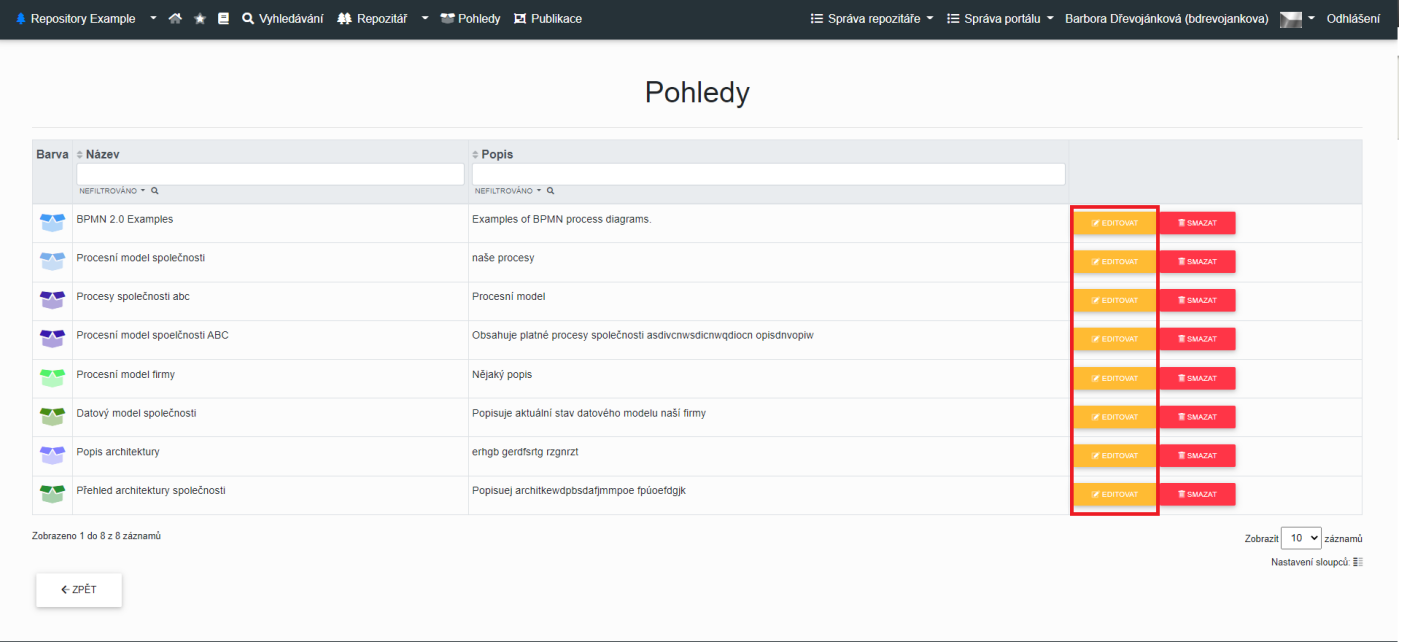 Repository Example Vyhledávání Repozitář Pohledy Publikace Správa repozitáře Správa portálu Barbora Dřevojánková (bdrevojankova) Odhlášení
Pohledy
Barva Název Popis
NEFILTROVÁNO NEFILTROVÁNO
BPMN 2.0 Examples Examples of BPMN process diagrams. EDITOVAT SMAZAT
Procesní model společnosti naše procesy EDITOVAT SMAZAT
Procesy společnosti abc Procesní model EDITOVAT SMAZAT
Procesní model spoelčnosti ABC Obsahuje platné procesy společnosti asdivcnwsdicnwqdiocn opisdnvopiw EDITOVAT SMAZAT
Procesní model firmy Nějaký popis EDITOVAT SMAZAT
Datový model společnosti Popisuje aktuální stav datového modelu naší firmy EDITOVAT SMAZAT
Popis architektury erhgb gerdfsrtg rzgnrzt EDITOVAT SMAZAT
Přehled architektury společnosti Popisuej architkewdpbsdafjmmpoe fpúoefdgjk EDITOVAT SMAZAT
Zobrazeno 1 do 8 z 8 záznamů Zobrazit 10 záznamů
Nastavení sloupců:
ZPĚT